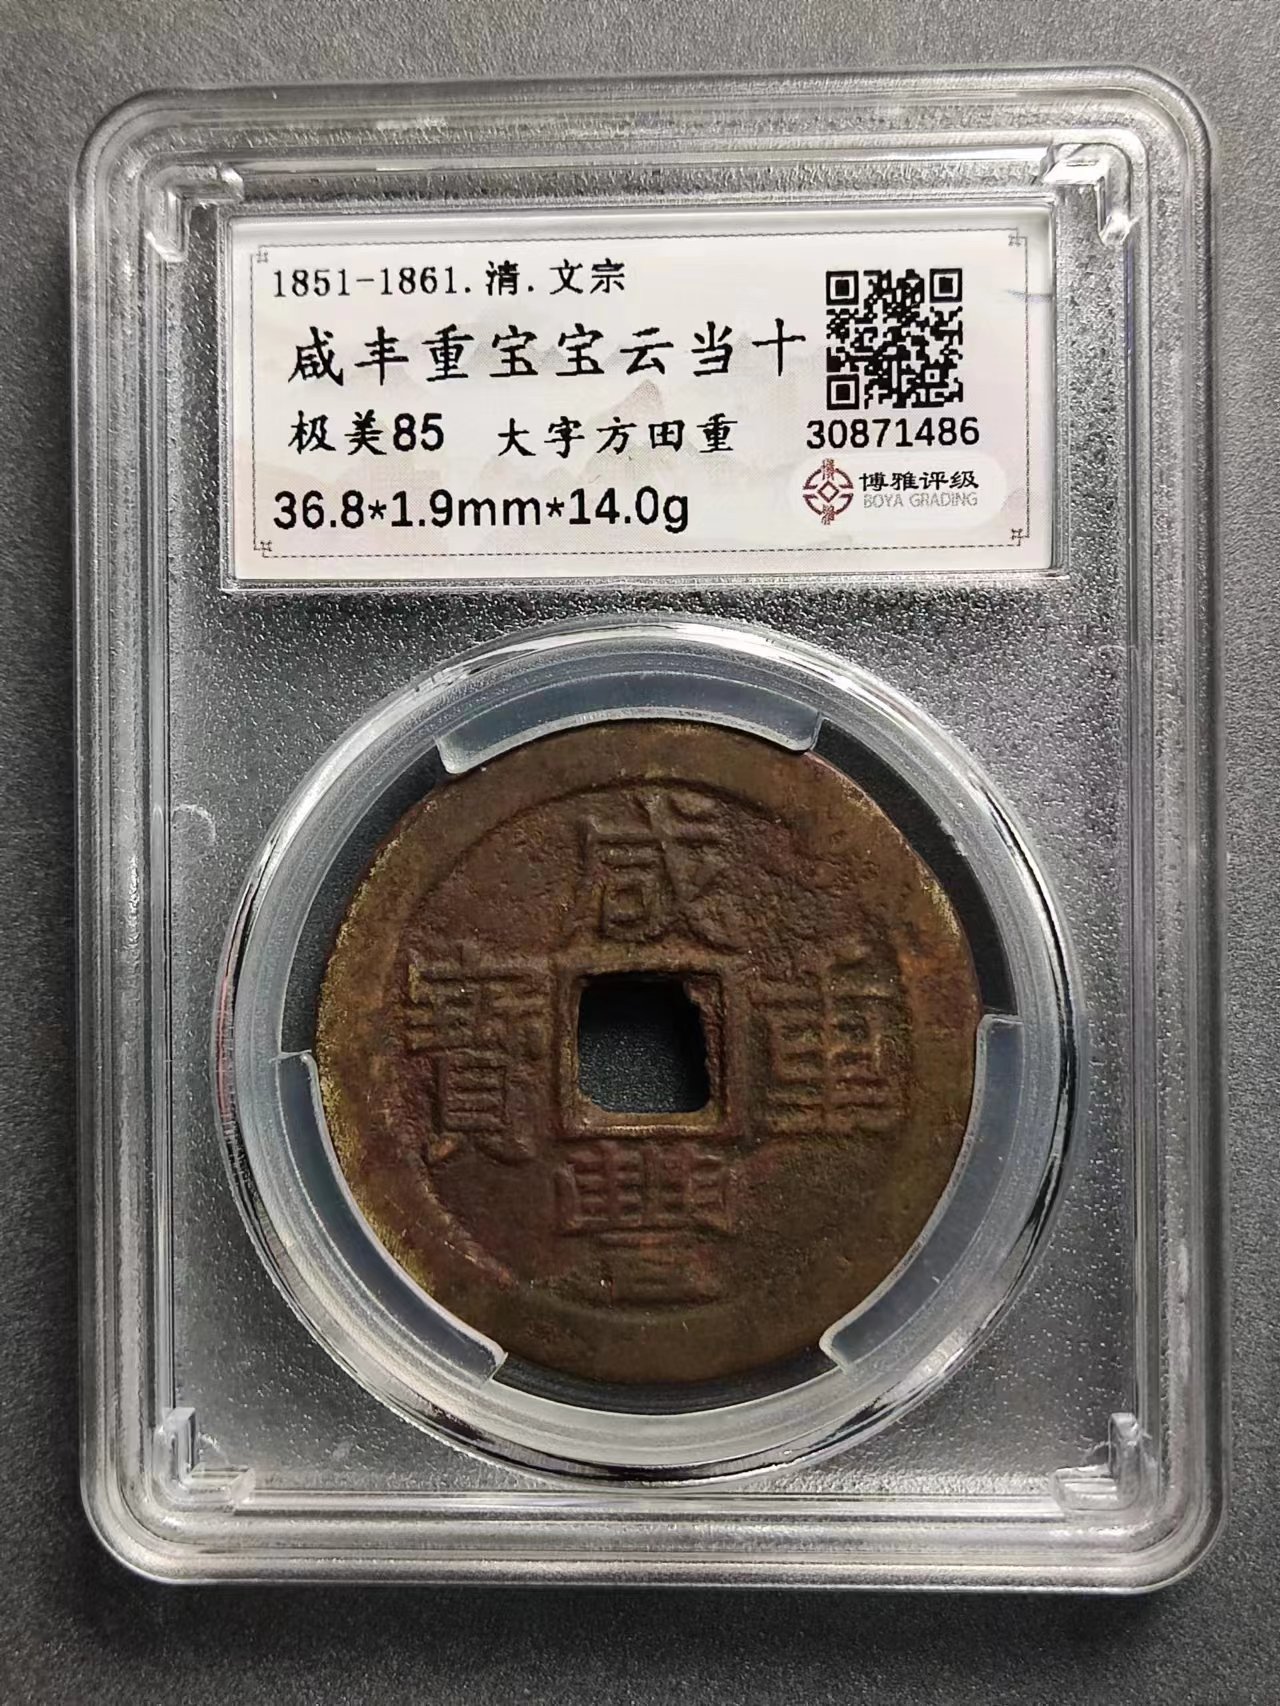 1851-1861.清.文宗
咸丰重宝宝云当十
极美85 大字方田重
30871486
36.8*1.9mm*14.0g
博雅评级
BOYA GRADING
咸
寶 重
豐